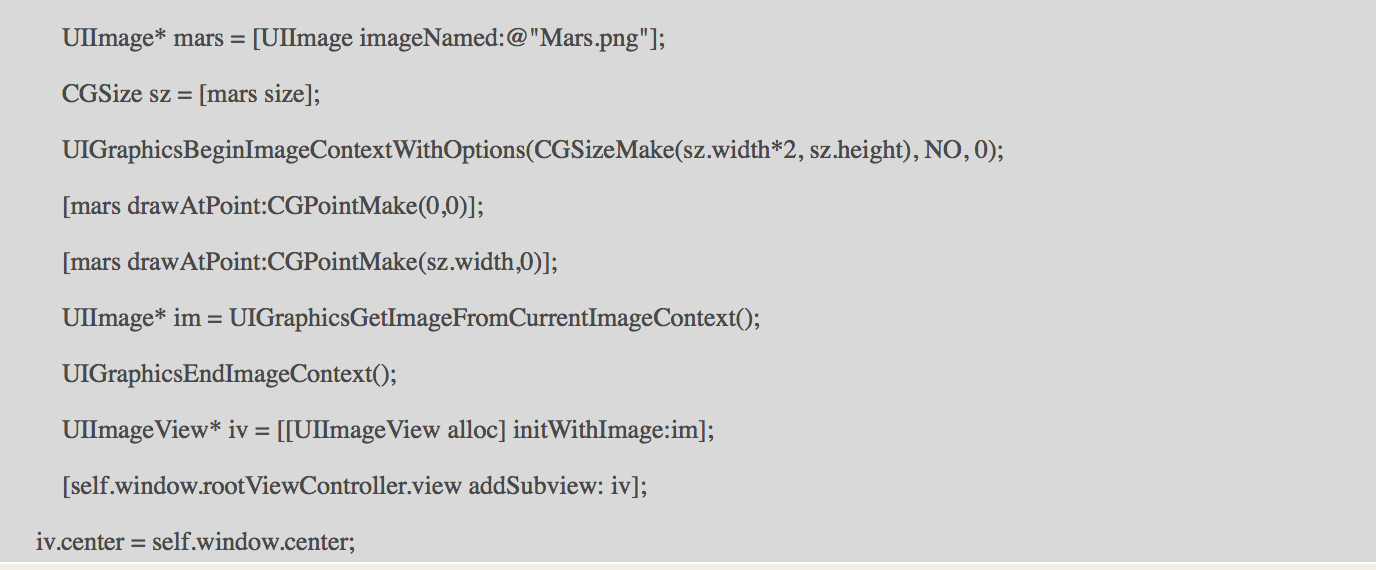 UIImage* mars = [UIImage imageNamed:@"Mars.png"];
CGSize sz = [mars size];
UIGraphicsBeginImageContextWithOptions(CGSizeMake(sz.width*2, sz.height), NO, 0);
[mars drawAtPoint:CGPointMake(0,0)];
[mars drawAtPoint:CGPointMake(sz.width,0)];
UIImage* im = UIGraphicsGetImageFromCurrentImageContext();
UIGraphicsEndImageContext();
UIImageView* iv = [[UIImageView alloc] initWithImage:im];
[self.window.rootViewController.view addSubview: iv];
iv.center = self.window.center;